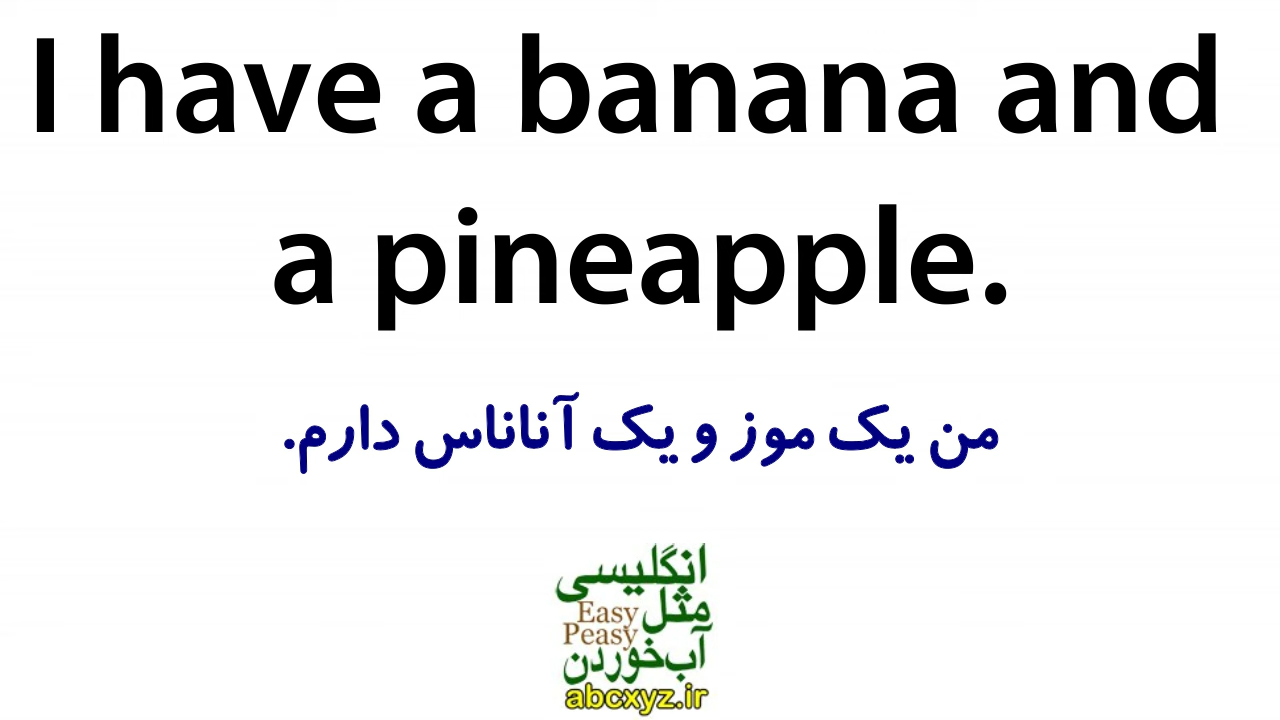 I have a banana and
a pineapple.
من یک موز و یک آناناس دارم.
انگلیسی
مثل
Easy
Peasy
آب‌خوردن
abcxyz.ir